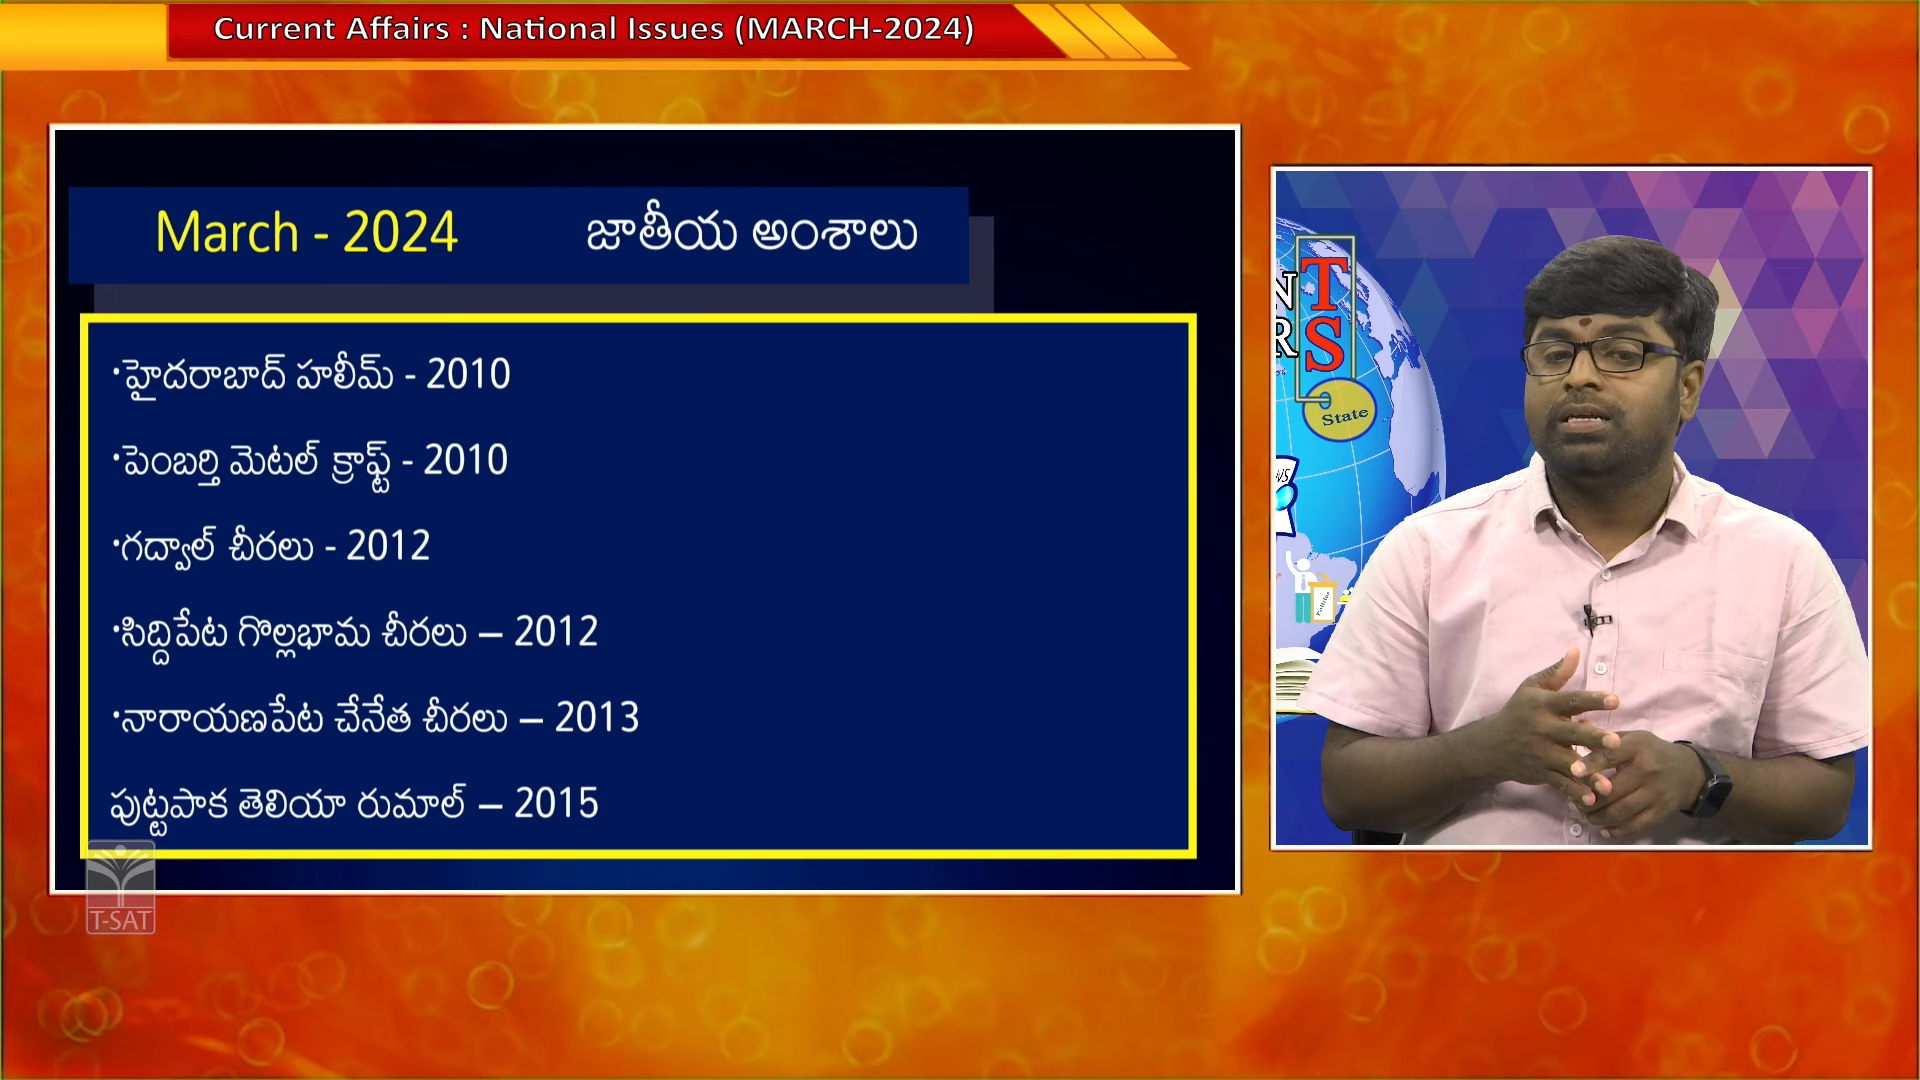 Current Affairs : National Issues (MARCH-2024)
March - 2024 జాతీయ అంశాలు
·హైదరాబాద్ హలీమ్ - 2010
·పెంబర్తి మెటల్ క్రాఫ్ట్ - 2010
·గద్వాల్ చీరలు - 2012
·సిద్దిపేట గొల్లభామ చీరలు – 2012
·నారాయణపేట చేనేత చీరలు – 2013
పుట్టపాక తెలియా రుమాల్ – 2015
T-SAT
N T
R S
State